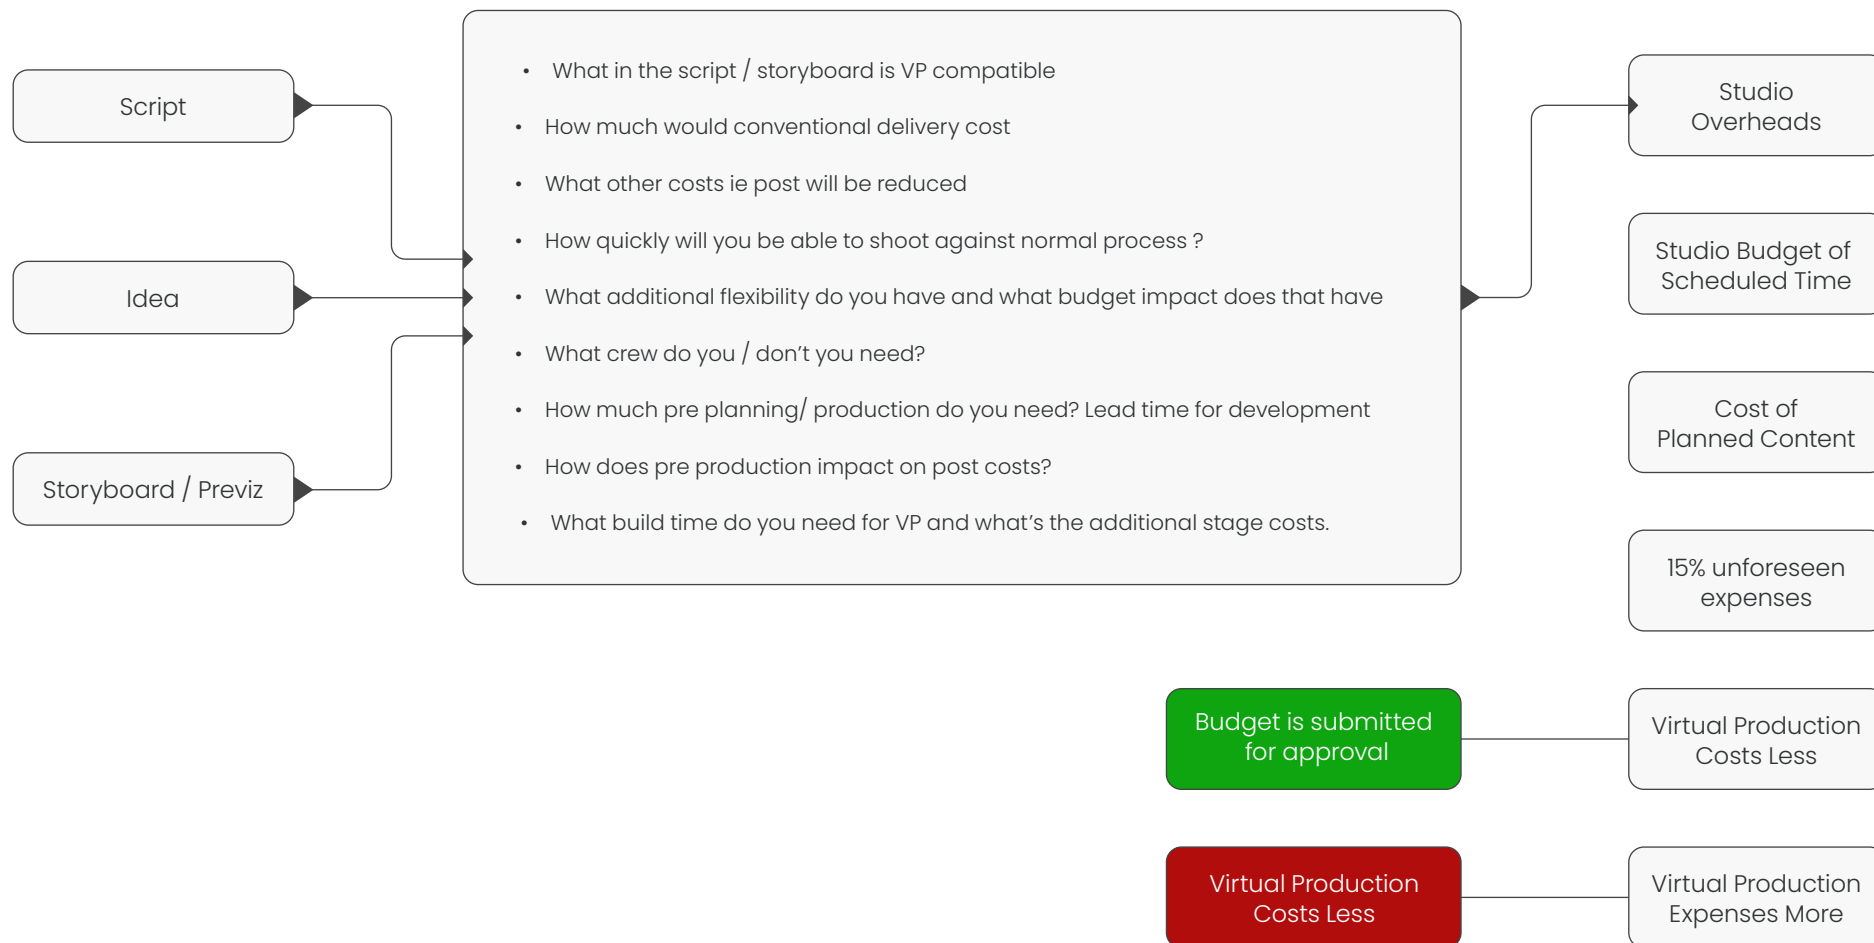 Script
Idea
Storyboard / Previz
• What in the script / storyboard is VP compatible
• How much would conventional delivery cost
• What other costs ie post will be reduced
• How quickly will you be able to shoot against normal process ?
• What additional flexibility do you have and what budget impact does that have
• What crew do you / don’t you need?
• How much pre planning/ production do you need? Lead time for development
• How does pre production impact on post costs?
• What build time do you need for VP and what’s the additional stage costs.
Studio
Overheads
Studio Budget of
Scheduled Time
Cost of
Planned Content
15% unforeseen
expenses
Budget is submitted
for approval
Virtual Production
Costs Less
Virtual Production
Costs Less
Virtual Production
Expenses More